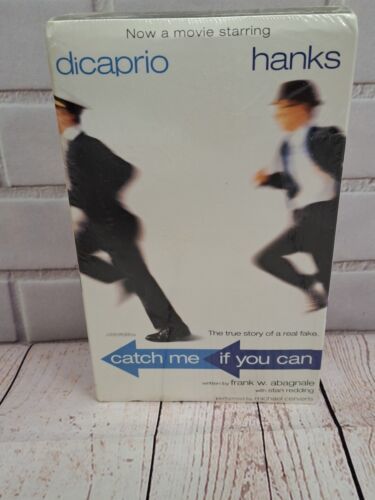 Now a movie starring
dicaprio hanks
The true story of a real fake.
catch me if you can
written by frank w. abagnale
with stan redding
performed by michael cerveris